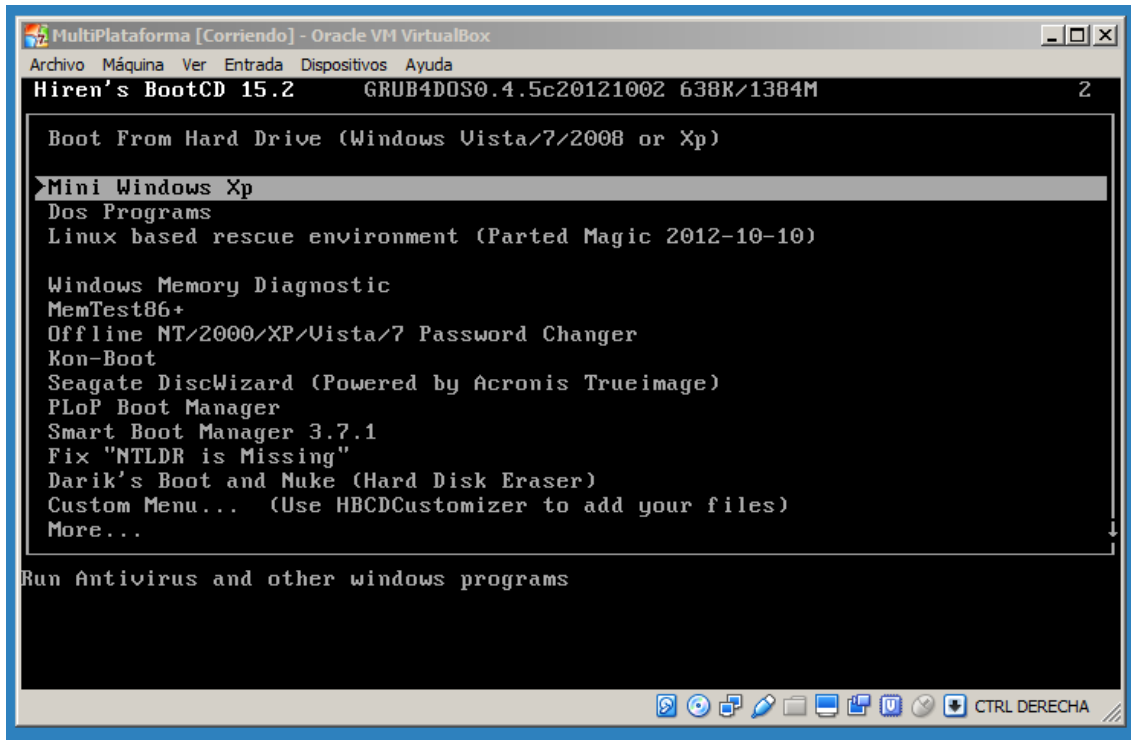 MultiPlataforma [Corriendo] - Oracle VM VirtualBox
Archivo Máquina Ver Entrada Dispositivos Ayuda
Hiren's BootCD 15.2 GRUB4DOS0.4.5c20121002 638K/1384M 2
Boot From Hard Drive (Windows Vista/7/2008 or Xp)
Mini Windows Xp
Dos Programs
Linux based rescue environment (Parted Magic 2012-10-10)
Windows Memory Diagnostic
MemTest86+
Offline NT/2000/XP/Vista/7 Password Changer
Kon-Boot
Seagate DiscWizard (Powered by Acronis Trueimage)
PLoP Boot Manager
Smart Boot Manager 3.7.1
Fix "NTLDR is Missing"
Darik's Boot and Nuke (Hard Disk Eraser)
Custom Menu... (Use HBCDCustomizer to add your files)
More...
Run Antivirus and other windows programs
CTRL DERECHA